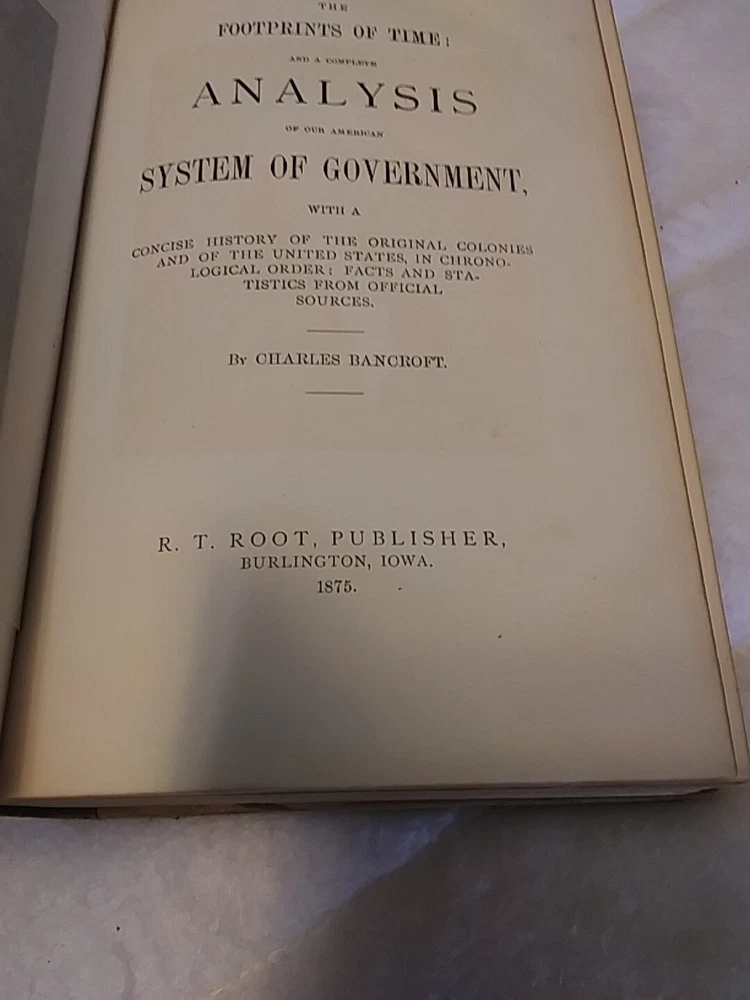 THE
FOOTPRINTS OF TIME;
AND A COMPLETE
ANALYSIS
OF OUR AMERICAN
SYSTEM OF GOVERNMENT,
WITH A
CONCISE HISTORY OF THE ORIGINAL COLONIES
AND OF THE UNITED STATES, IN CHRONO-
LOGICAL ORDER; FACTS AND STA-
TISTICS FROM OFFICIAL
SOURCES.
By CHARLES BANCROFT.
R. T. ROOT, PUBLISHER,
BURLINGTON, IOWA.
1875.